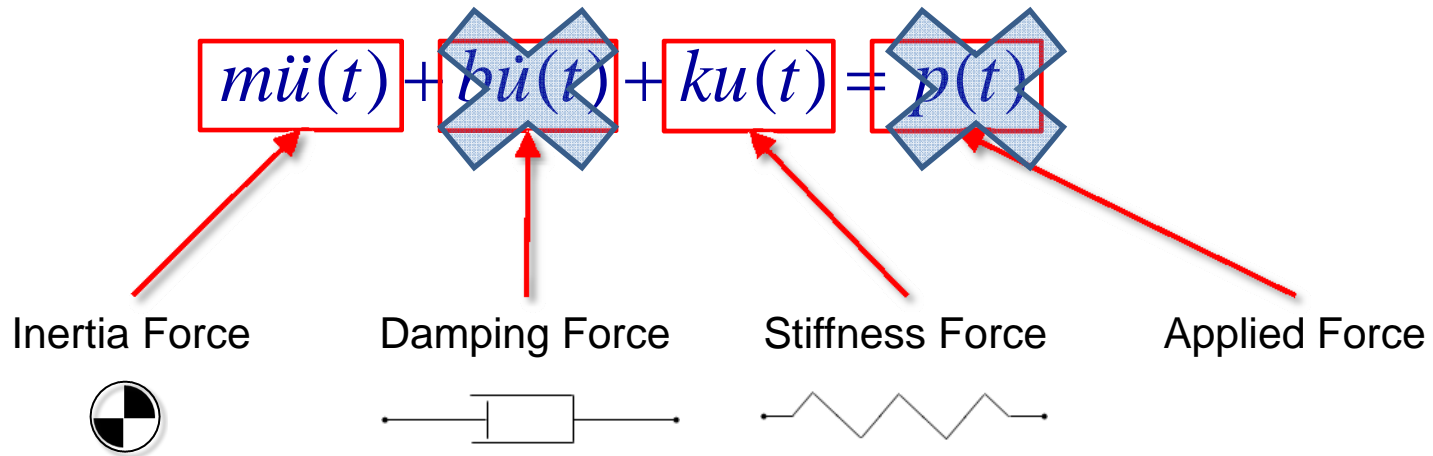 mü(t) + bu̇(t) + ku(t) = p(t)
Inertia Force Damping Force Stiffness Force Applied Force